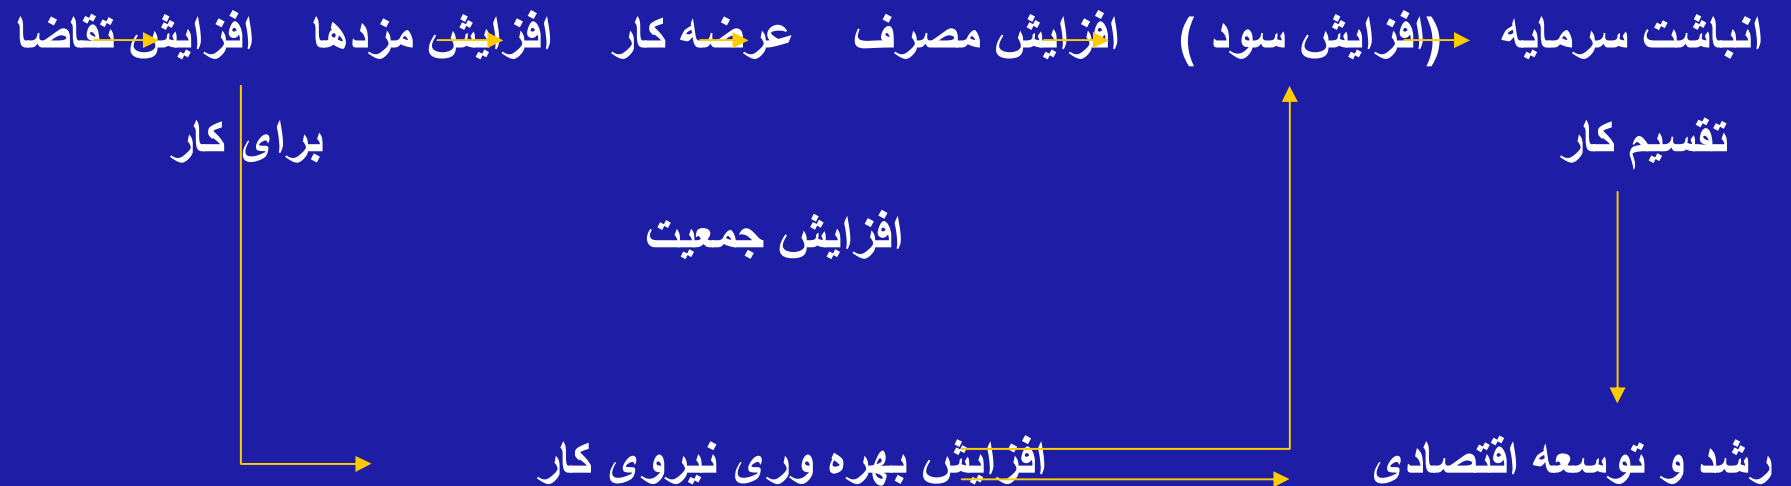 انباشت سرمایه (افزایش سود ) افزایش مصرف عرضه کار افزایش مزدها افزایش تقاضا
تقسیم کار برای کار
افزایش جمعیت
رشد و توسعه اقتصادی افزایش بهره وری نیروی کار